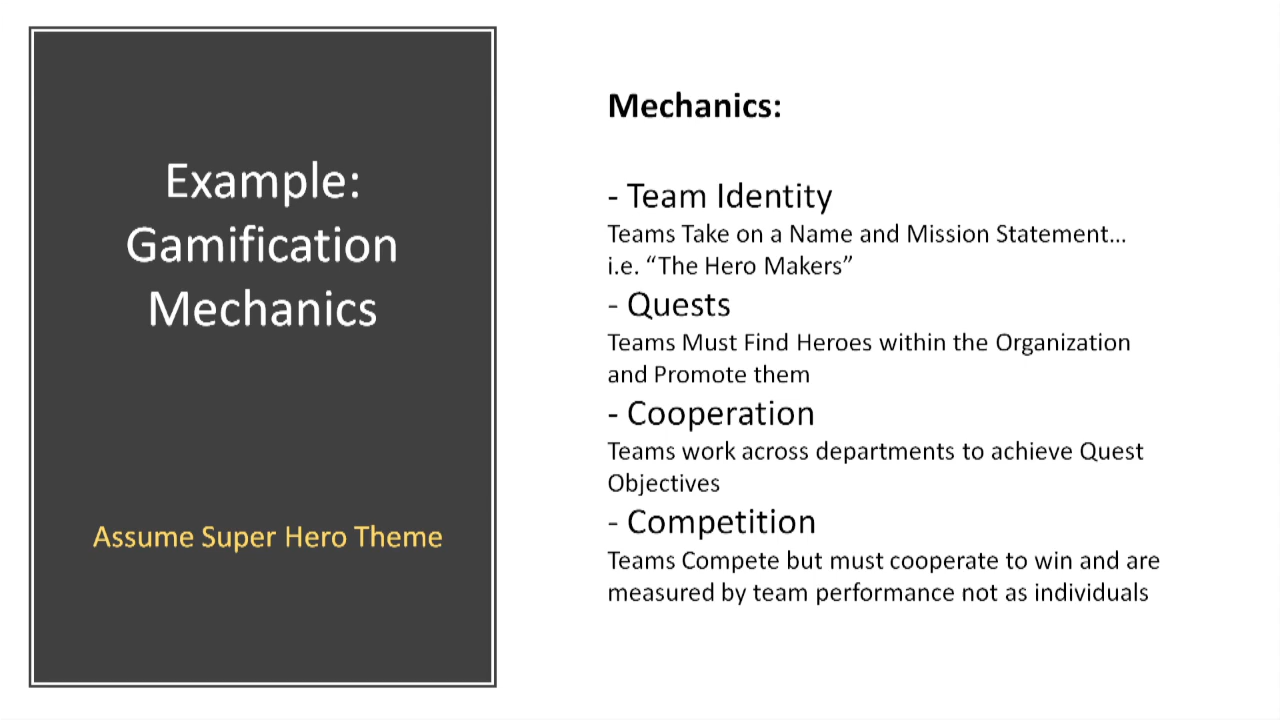 Example:
Gamification
Mechanics
Assume Super Hero Theme
Mechanics:
- Team Identity
Teams Take on a Name and Mission Statement...
i.e. “The Hero Makers”
- Quests
Teams Must Find Heroes within the Organization
and Promote them
- Cooperation
Teams work across departments to achieve Quest
Objectives
- Competition
Teams Compete but must cooperate to win and are
measured by team performance not as individuals